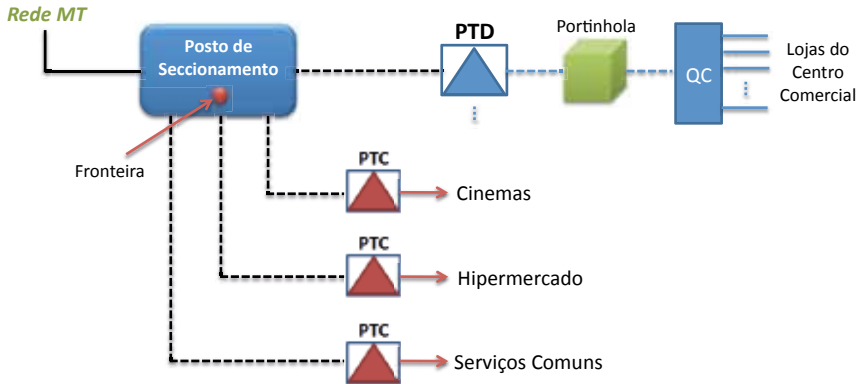 Rede MT
Posto de
Seccionamento
Fronteira
PTD
Portinhola
QC
Lojas do
Centro
Comercial
PTC
Cinemas
PTC
Hipermercado
PTC
Serviços Comuns